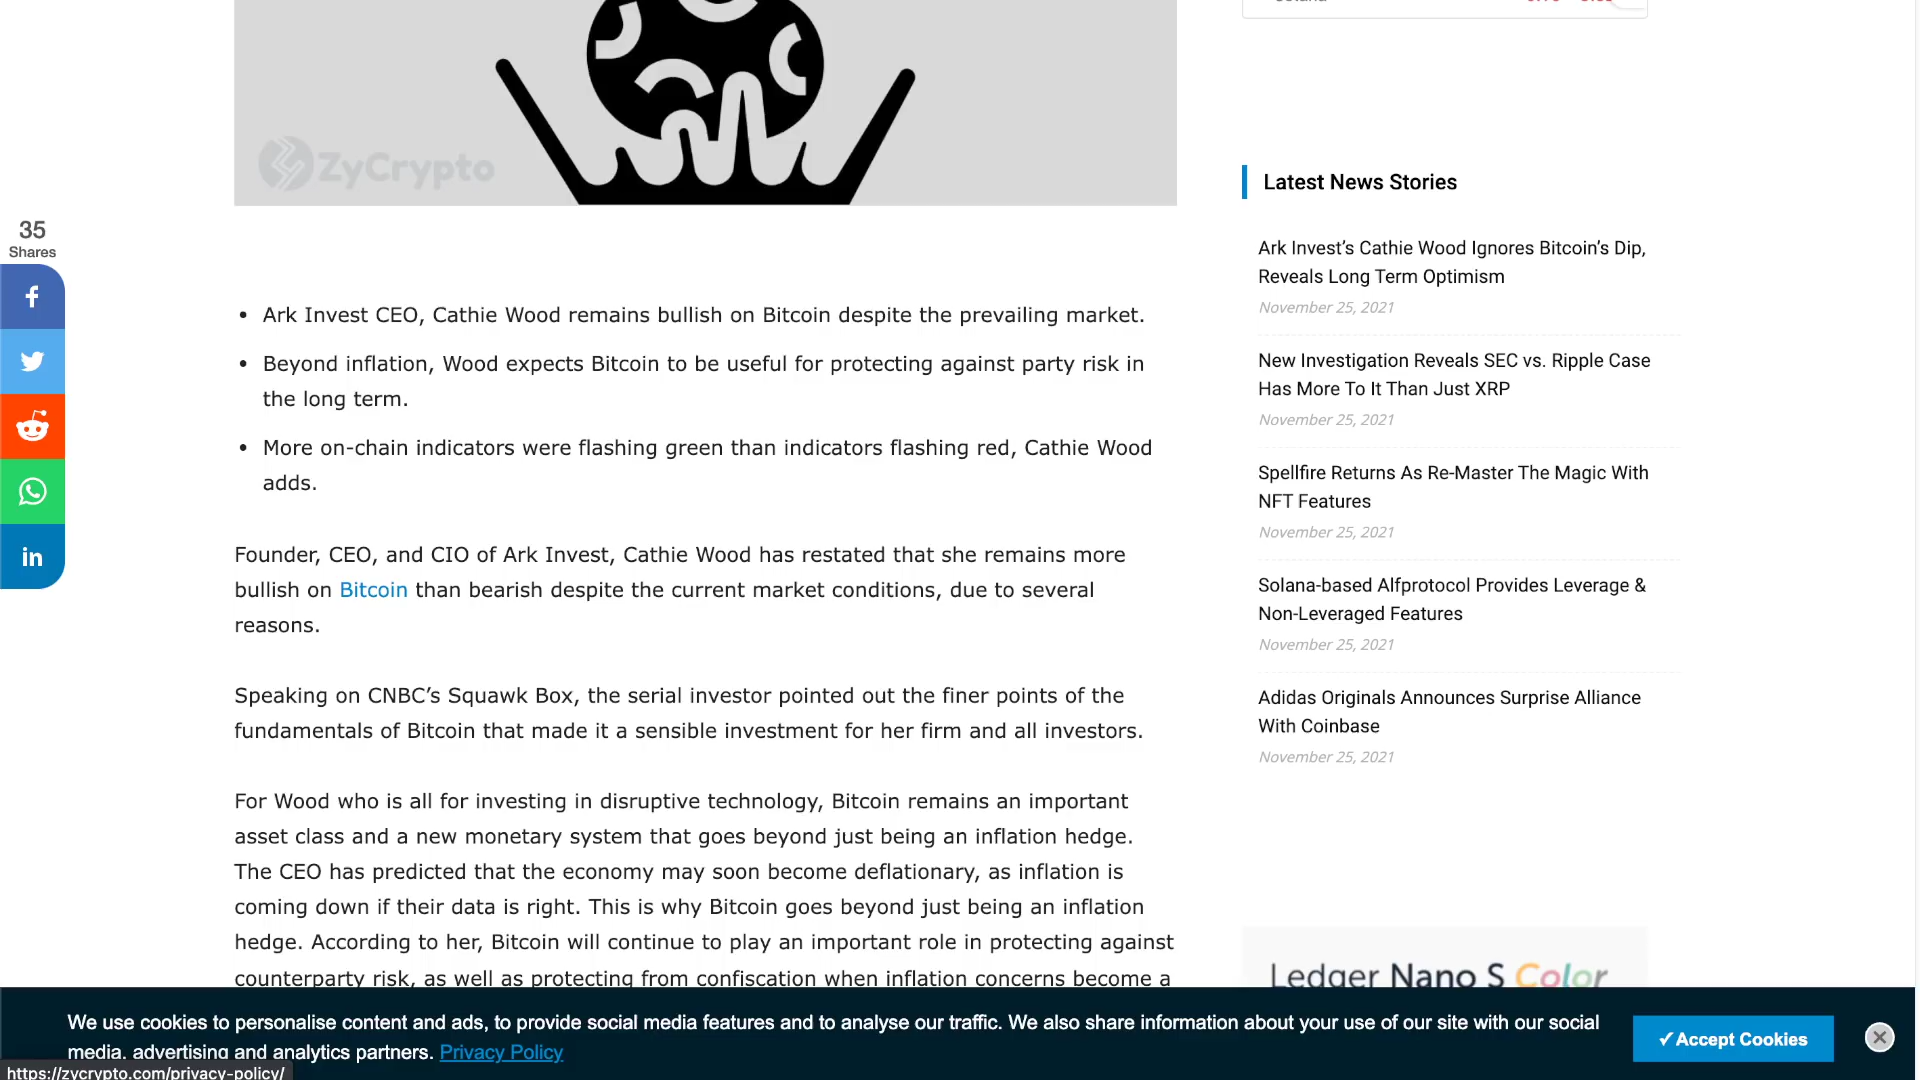 ZyCrypto
35
Shares
Ark Invest CEO, Cathie Wood remains bullish on Bitcoin despite the prevailing market.
Beyond inflation, Wood expects Bitcoin to be useful for protecting against party risk in
the long term.
More on-chain indicators were flashing green than indicators flashing red, Cathie Wood
adds.
Founder, CEO, and CIO of Ark Invest, Cathie Wood has restated that she remains more
bullish on Bitcoin than bearish despite the current market conditions, due to several
reasons.
Speaking on CNBC’s Squawk Box, the serial investor pointed out the finer points of the
fundamentals of Bitcoin that made it a sensible investment for her firm and all investors.
For Wood who is all for investing in disruptive technology, Bitcoin remains an important
asset class and a new monetary system that goes beyond just being an inflation hedge.
The CEO has predicted that the economy may soon become deflationary, as inflation is
coming down if their data is right. This is why Bitcoin goes beyond just being an inflation
hedge. According to her, Bitcoin will continue to play an important role in protecting against
counterparty risk, as well as protecting from confiscation when inflation concerns become a
Latest News Stories
Ark Invest’s Cathie Wood Ignores Bitcoin’s Dip,
Reveals Long Term Optimism
November 25, 2021
New Investigation Reveals SEC vs. Ripple Case
Has More To It Than Just XRP
November 25, 2021
Spellfire Returns As Re-Master The Magic With
NFT Features
November 25, 2021
Solana-based Alfprotocol Provides Leverage &
Non-Leveraged Features
November 25, 2021
Adidas Originals Announces Surprise Alliance
With Coinbase
November 25, 2021
Ledger Nano S Color
We use cookies to personalise content and ads, to provide social media features and to analyse our traffic. We also share information about your use of our site with our social
media, advertising and analytics partners. Privacy Policy
✓Accept Cookies
https://zycrypto.com/privacy-policy/